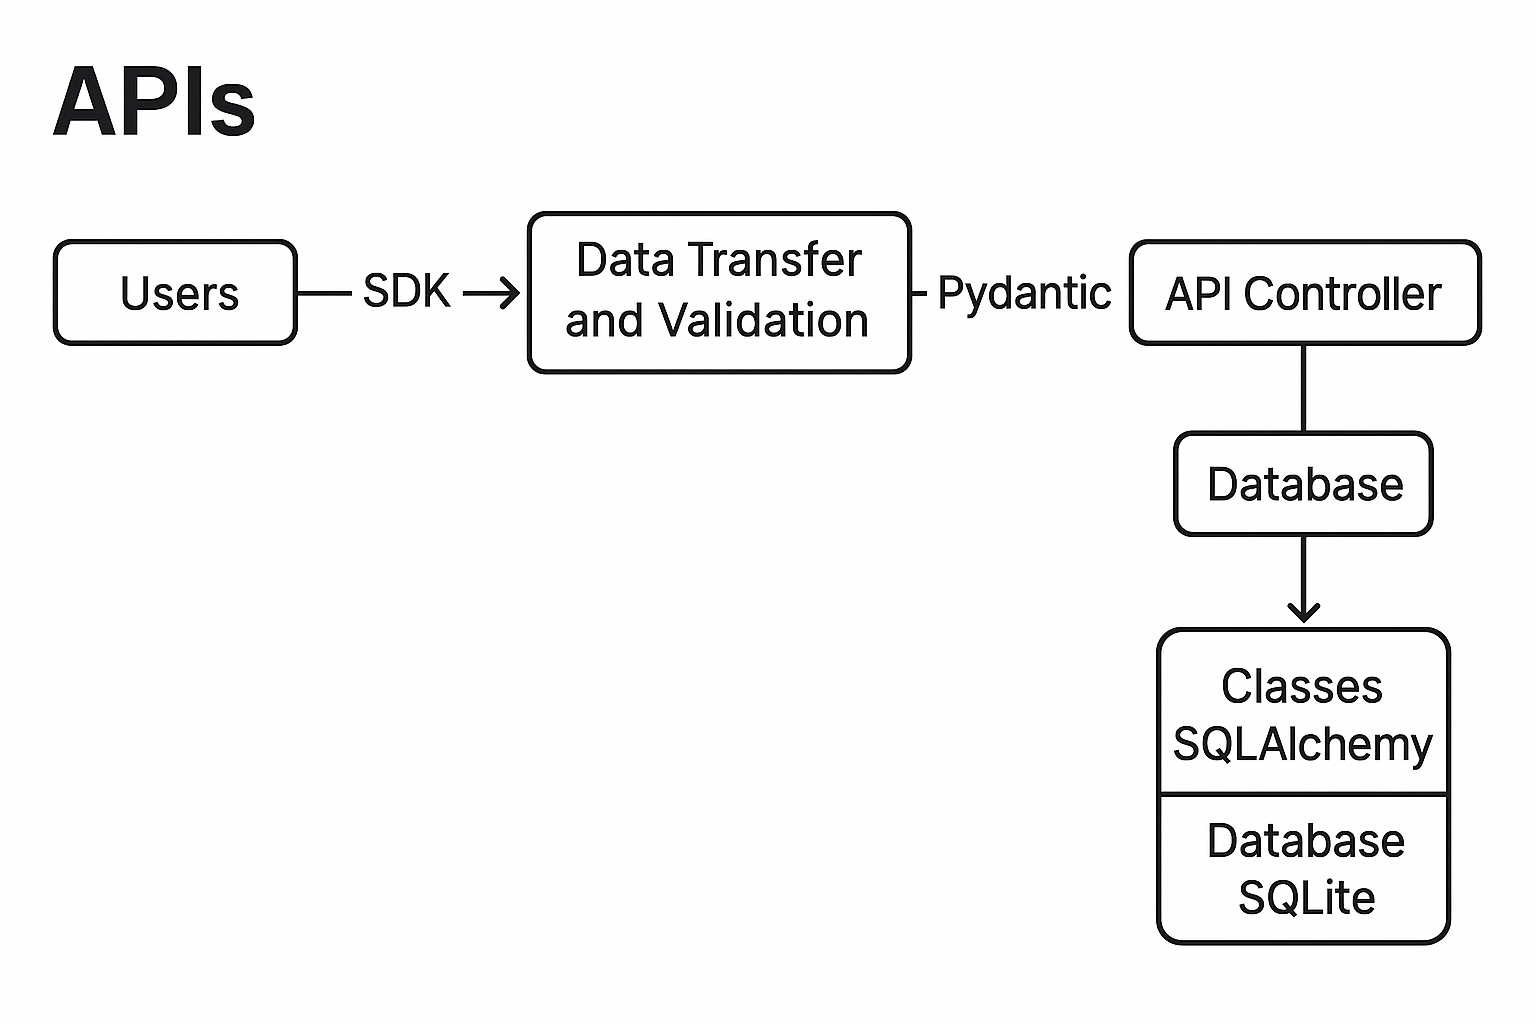 APIs
Users
SDK
Data Transfer
and Validation
Pydantic
API Controller
Database
Classes
SQLAlchemy
Database
SQLite